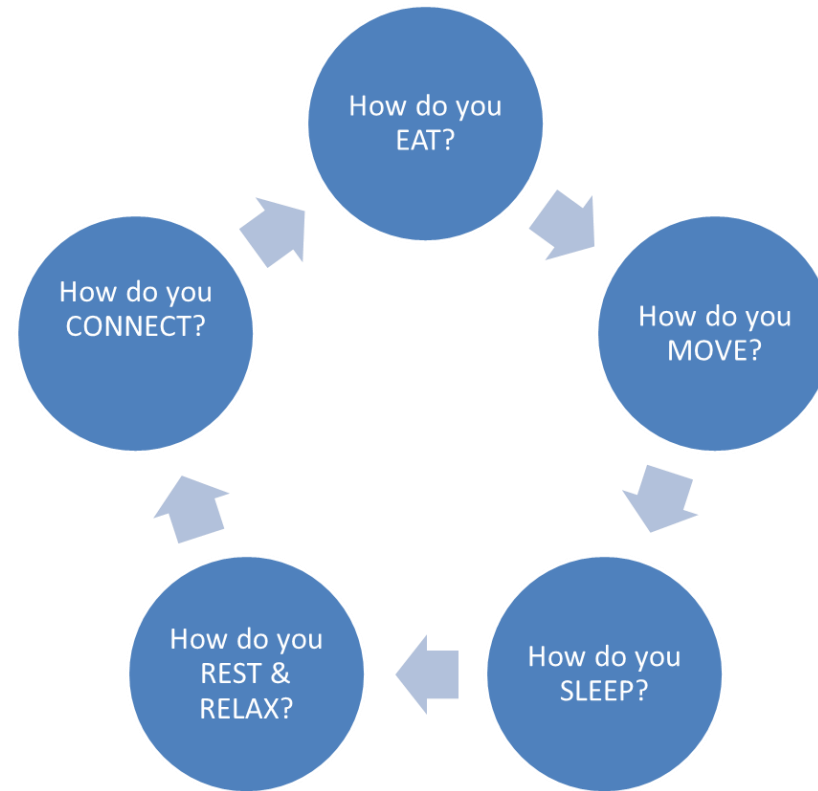 How do you
EAT?
How do you
MOVE?
How do you
SLEEP?
How do you
REST &
RELAX?
How do you
CONNECT?